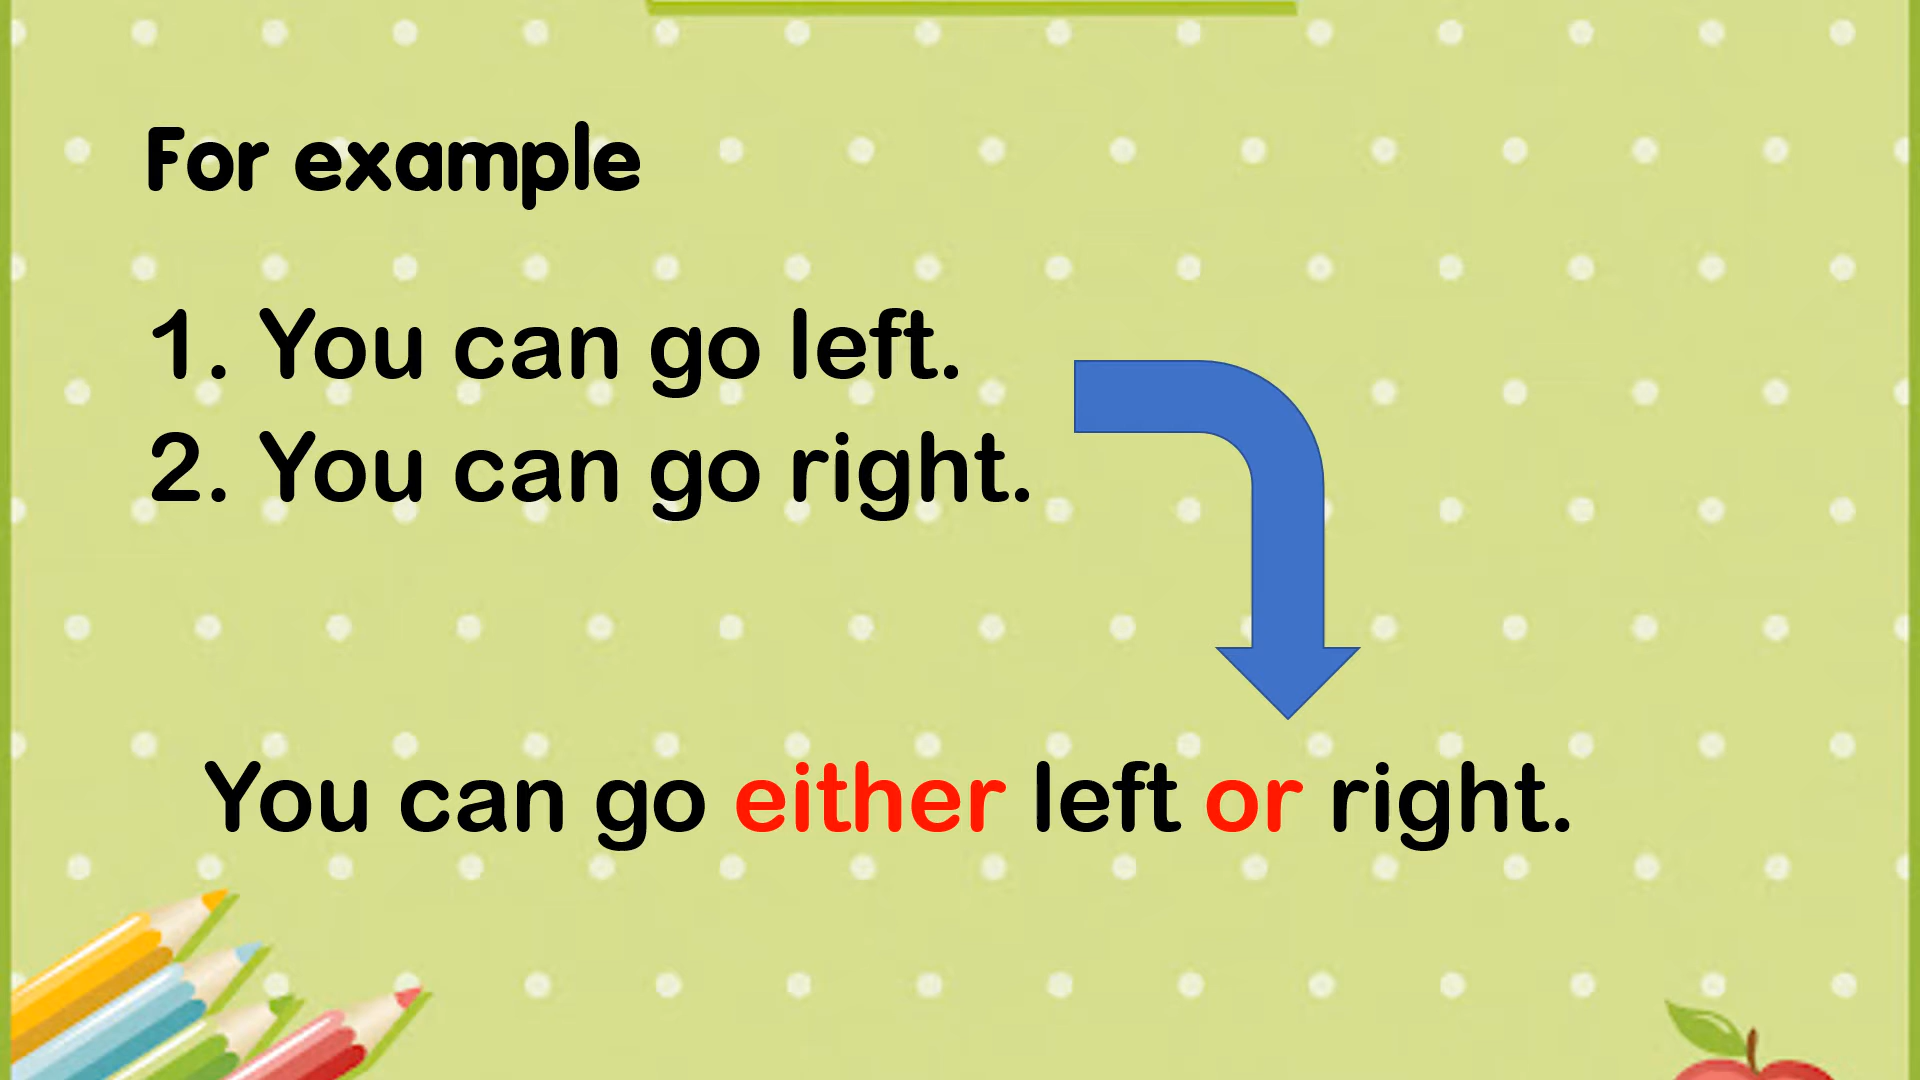 For example
1. You can go left.
2. You can go right.
You can go either left or right.